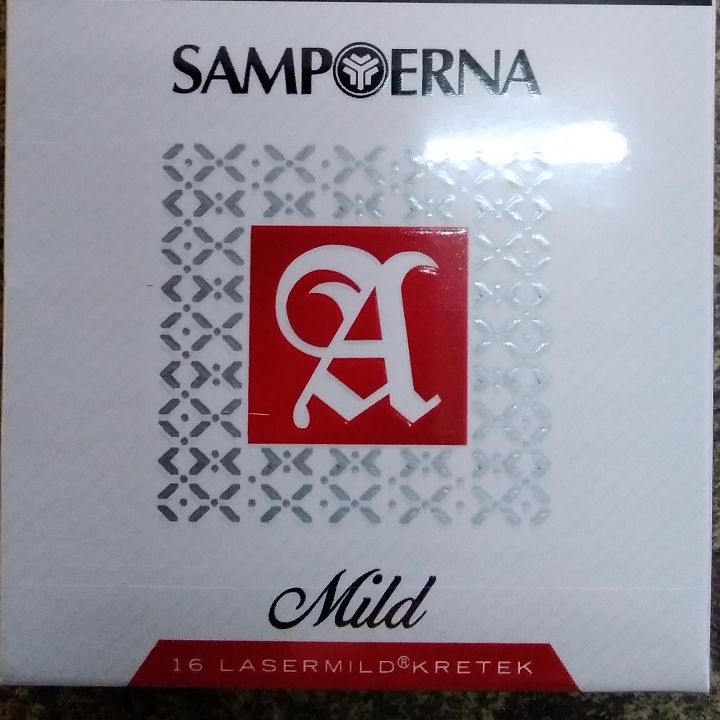 SAMPOERNA
A
Mild
16 LASERMILD®KRETEK